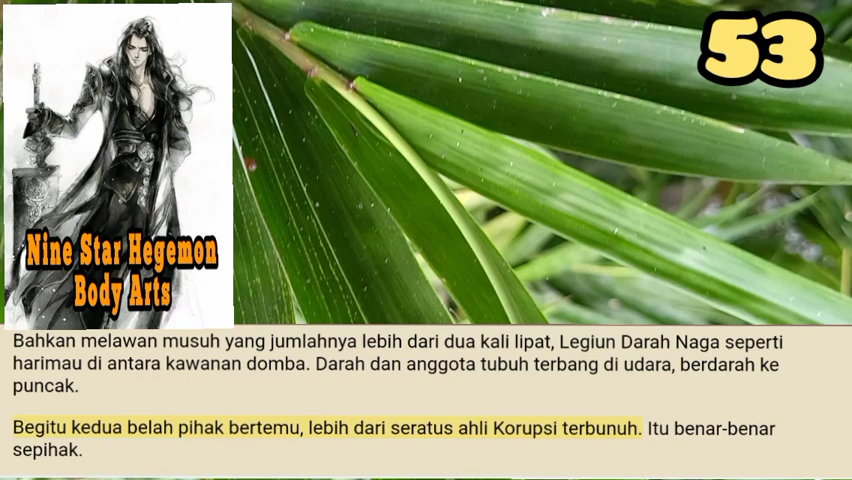 53
Nine Star Hegemon
Body Arts
Bahkan melawan musuh yang jumlahnya lebih dari dua kali lipat, Legiun Darah Naga seperti
harimau di antara kawanan domba. Darah dan anggota tubuh terbang di udara, berdarah ke
puncak.
Begitu kedua belah pihak bertemu, lebih dari seratus ahli Korupsi terbunuh. Itu benar-benar
sepihak.